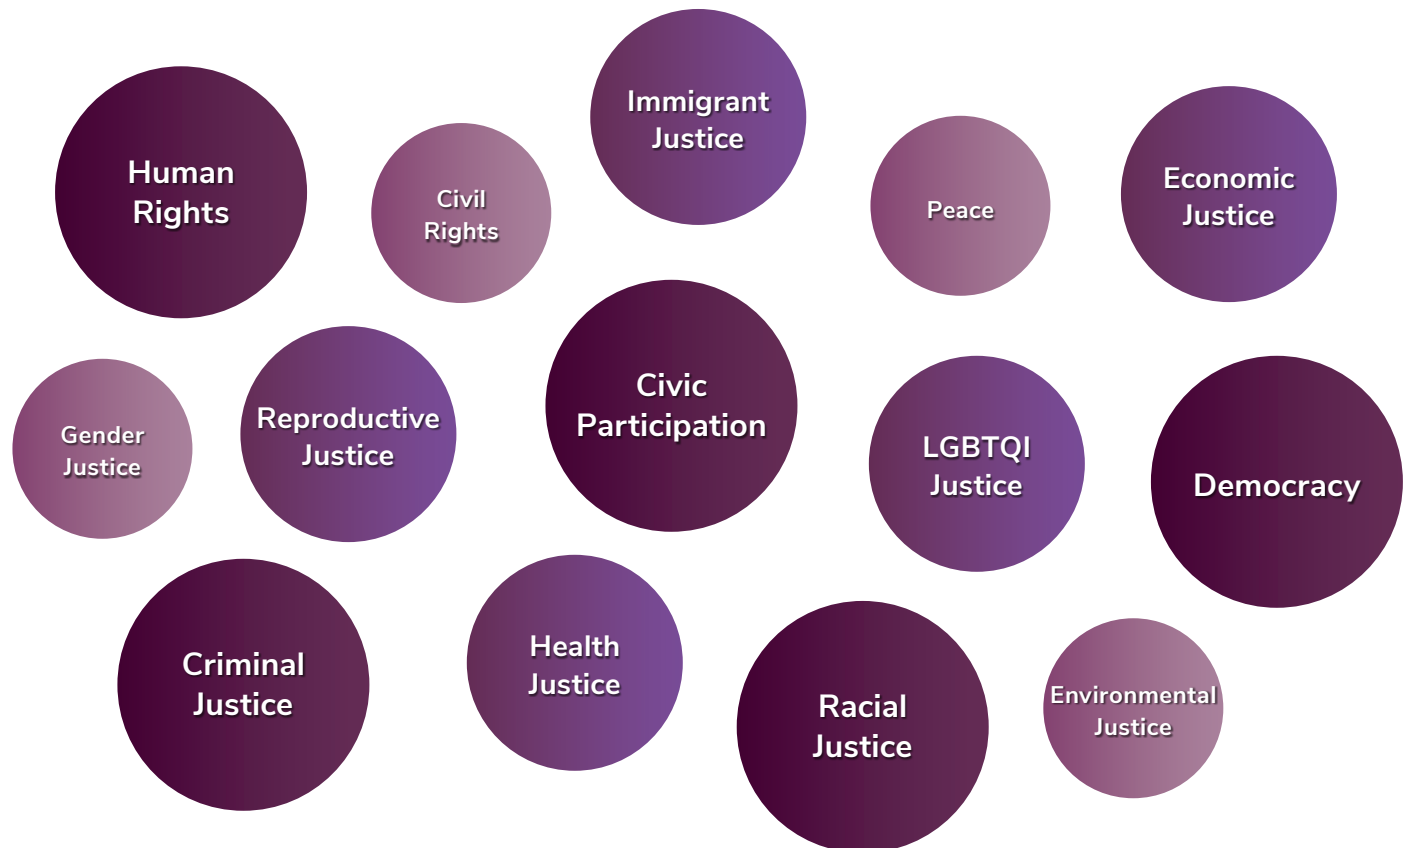 Immigrant
Justice
Human
Rights
Civil
Rights
Peace
Economic
Justice
Gender
Justice
Reproductive
Justice
Civic
Participation
LGBTQI
Justice
Democracy
Criminal
Justice
Health
Justice
Racial
Justice
Environmental
Justice